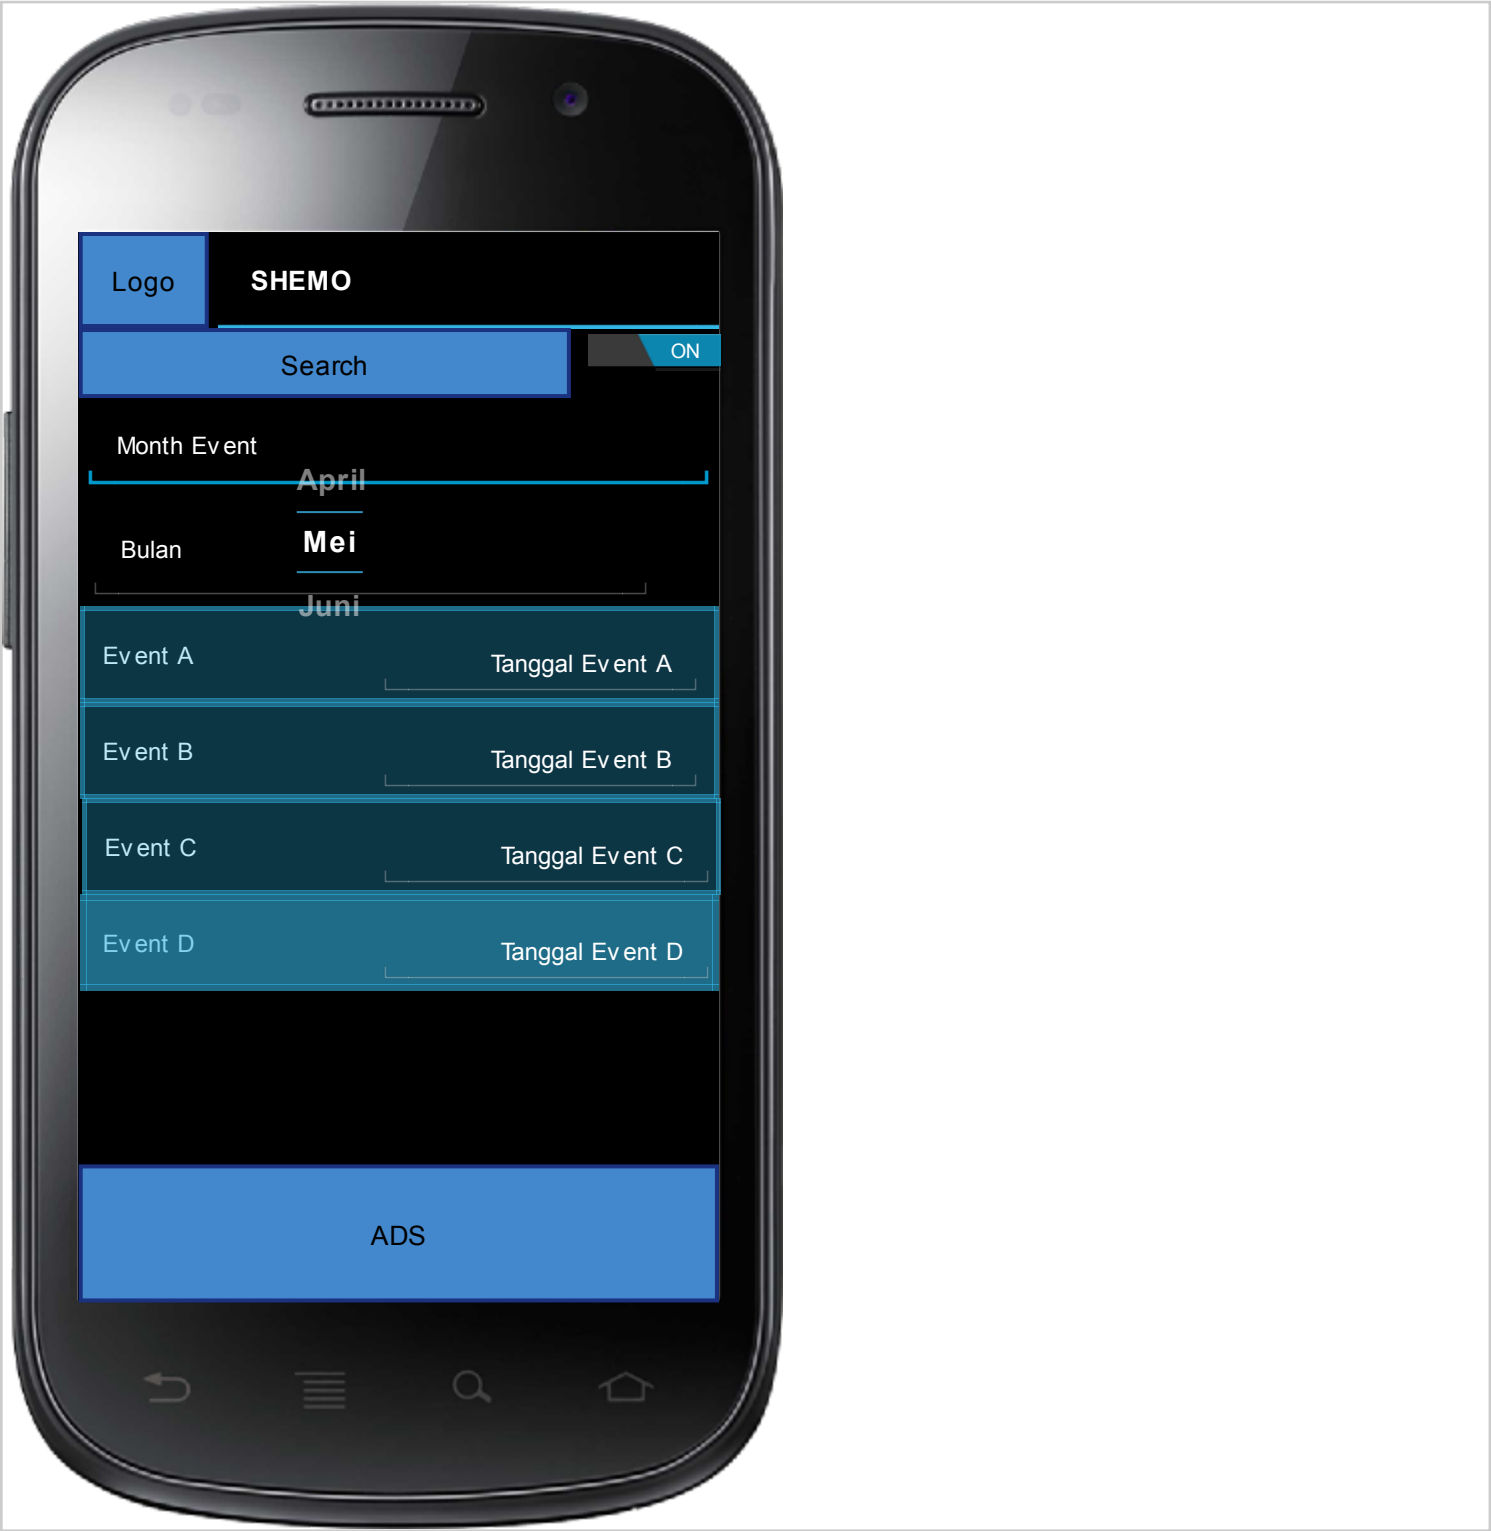 Logo
SHEMO
Search
ON
Month Event
April
Bulan
Mei
Juni
Event A
Tanggal Event A
Event B
Tanggal Event B
Event C
Tanggal Event C
Event D
Tanggal Event D
ADS